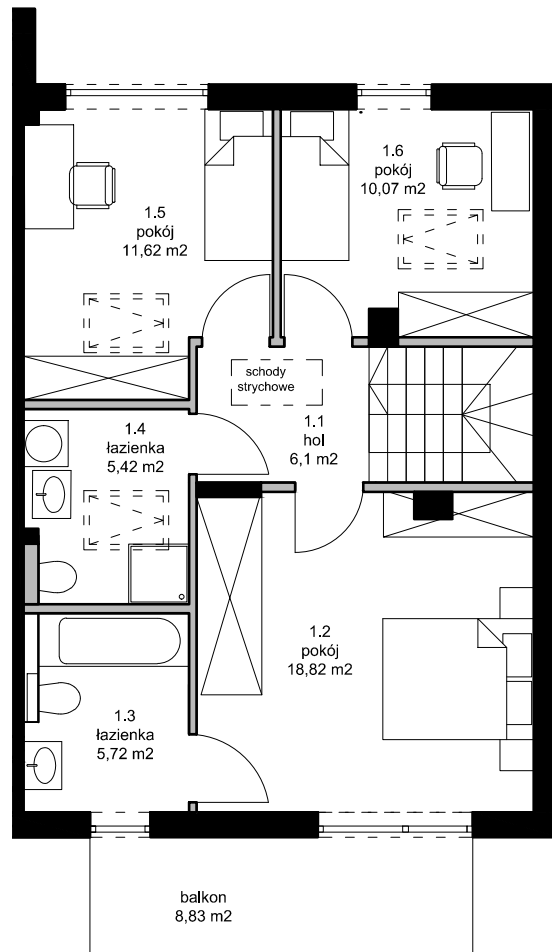 1.6
pokój
10,07 m2
1.5
pokój
11,62 m2
schody
strychowe
1.1
hol
6,1 m2
1.4
łazienka
5,42 m2
1.2
pokój
18,82 m2
1.3
łazienka
5,72 m2
balkon
8,83 m2